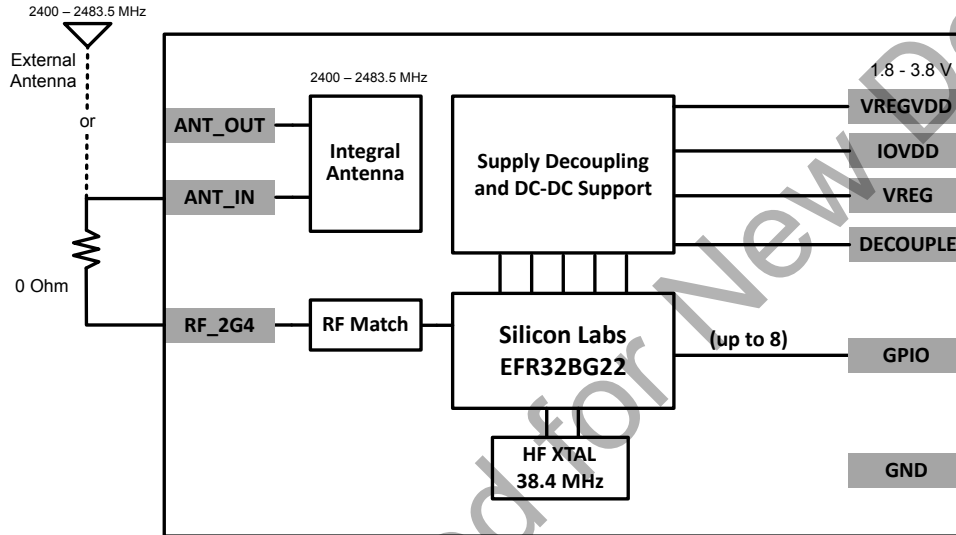 2400 – 2483.5 MHz
External
Antenna
or
0 Ohm
ANT_OUT
ANT_IN
RF_2G4
2400 – 2483.5 MHz
Integral
Antenna
RF Match
Supply Decoupling
and DC-DC Support
Silicon Labs
EFR32BG22
HF XTAL
38.4 MHz
(up to 8)
1.8 - 3.8 V
VREGVDD
IOVDD
VREG
DECOUPLE
GPIO
GND
for New